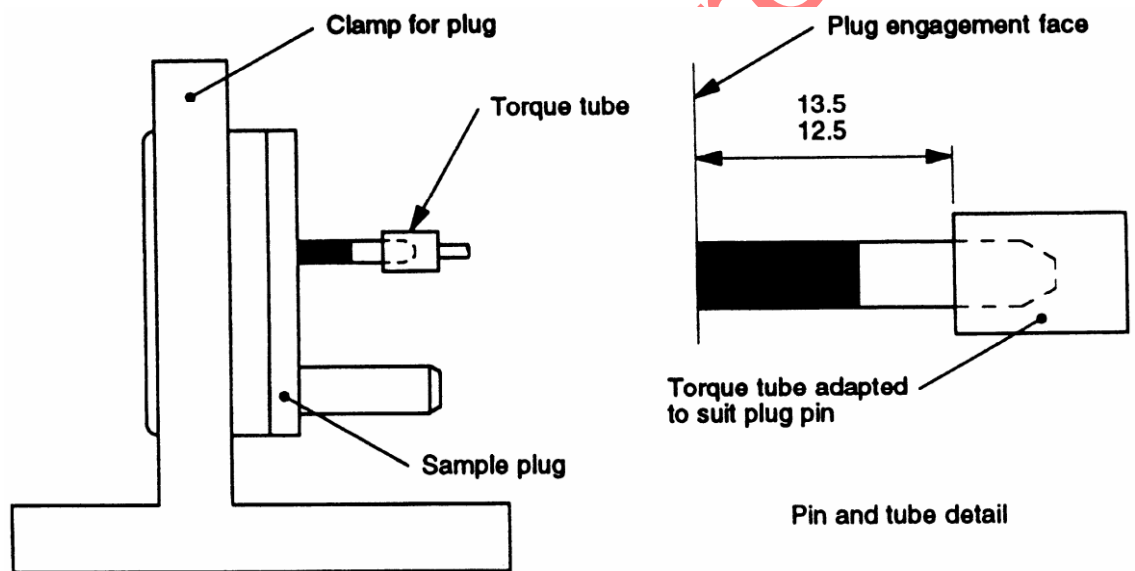 Clamp for plug
Torque tube
Sample plug
Plug engagement face
13.5
12.5
Torque tube adapted
to suit plug pin
Pin and tube detail